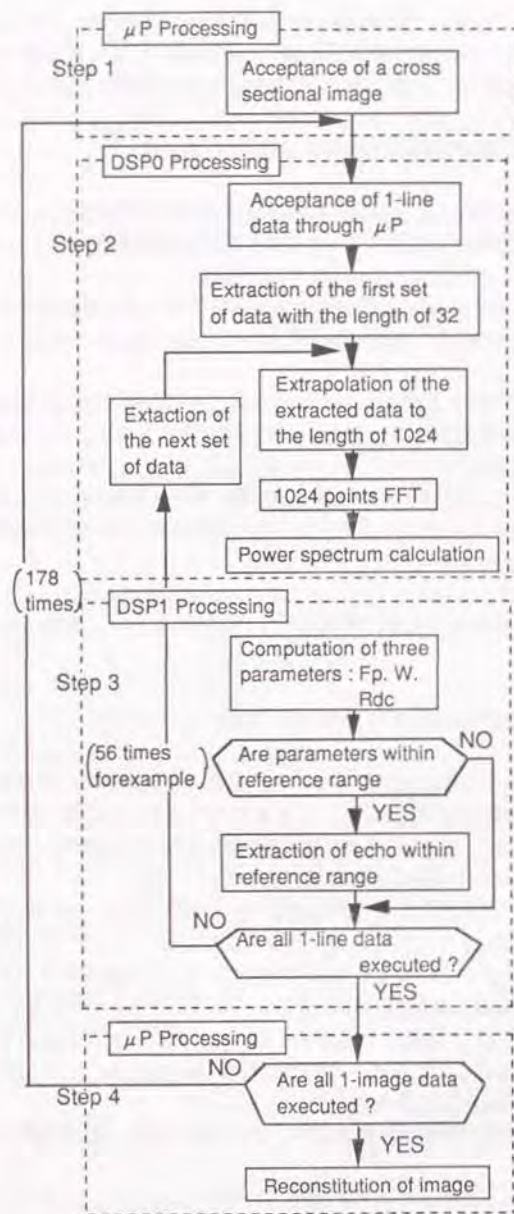 μP Processing
Step 1
Acceptance of a cross
sectional image
DSP0 Processing
Acceptance of 1-line
data through μP
Step 2
Extraction of the first set
of data with the length of 32
Extaction of
the next set
of data
Extrapolation of the
extracted data to
the length of 1024
1024 points FFT
Power spectrum calculation
(178
times)
DSP1 Processing
Computation of three
parameters : Fp. W.
Rdc
Step 3
(56 times
forexample)
Are parameters within
reference range
NO
YES
Extraction of echo within
reference range
NO
Are all 1-line data
executed ?
YES
μP Processing
NO
Are all 1-image data
executed ?
Step 4
YES
Reconstitution of image